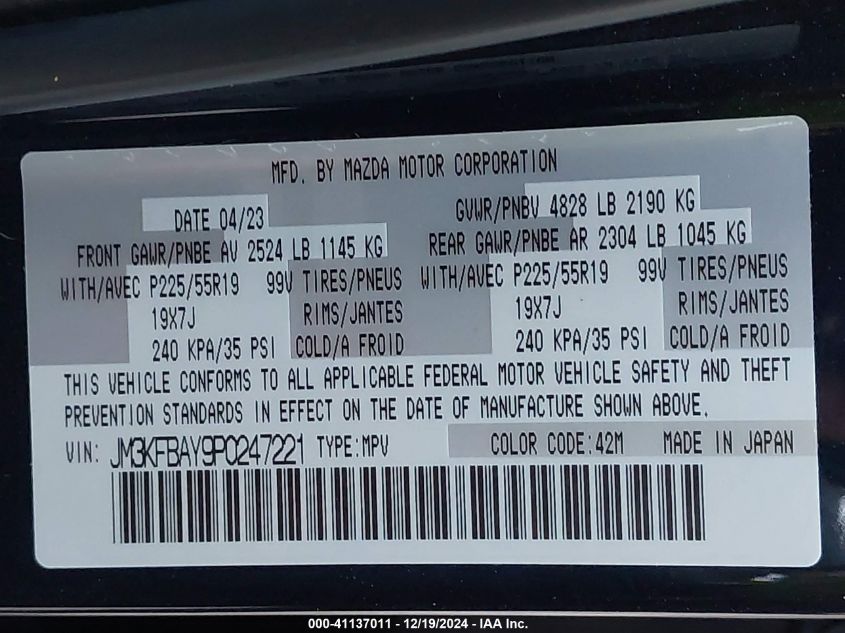 MFD. BY MAZDA MOTOR CORPORATION
DATE 04/23 GVWR/PNBV 4828 LB 2190 KG
FRONT GAWR/PNBE AV 2524 LB 1145 KG REAR GAWR/PNBE AR 2304 LB 1045 KG
WITH/AVEC P225/55R19 99V TIRES/PNEUS WITH/AVEC P225/55R19 99V TIRES/PNEUS
19X7J RIMS/JANTES 19X7J RIMS/JANTES
240 KPA/35 PSI COLD/A FROID 240 KPA/35 PSI COLD/A FROID
THIS VEHICLE CONFORMS TO ALL APPLICABLE FEDERAL MOTOR VEHICLE SAFETY AND THEFT
PREVENTION STANDARDS IN EFFECT ON THE DATE OF MANUFACTURE SHOWN ABOVE.
VIN: JM3KFBAY9P0247221 TYPE:MPV COLOR CODE:42M MADE IN JAPAN
000-41137011 - 12/19/2024 - IAA Inc.